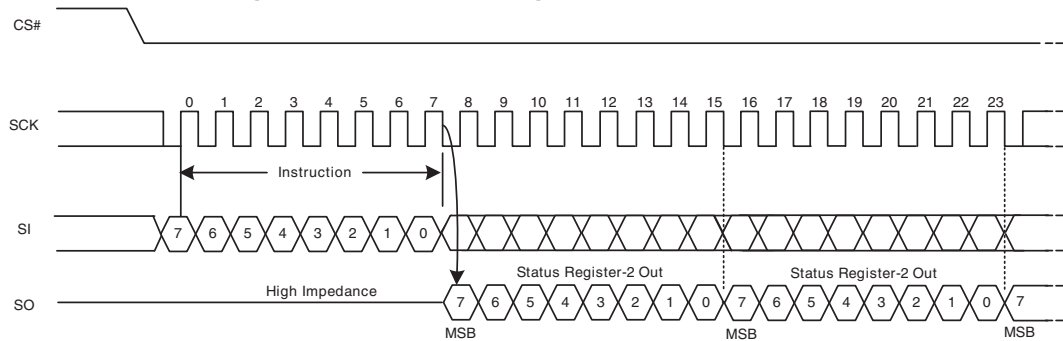 CS#
0 1 2 3 4 5 6 7 8 9 10 11 12 13 14 15 16 17 18 19 20 21 22 23
SCK
Instruction
SI 7 6 5 4 3 2 1 0
Status Register-2 Out Status Register-2 Out
High Impedance
SO 7 6 5 4 3 2 1 0 7 6 5 4 3 2 1 0 7
MSB MSB MSB